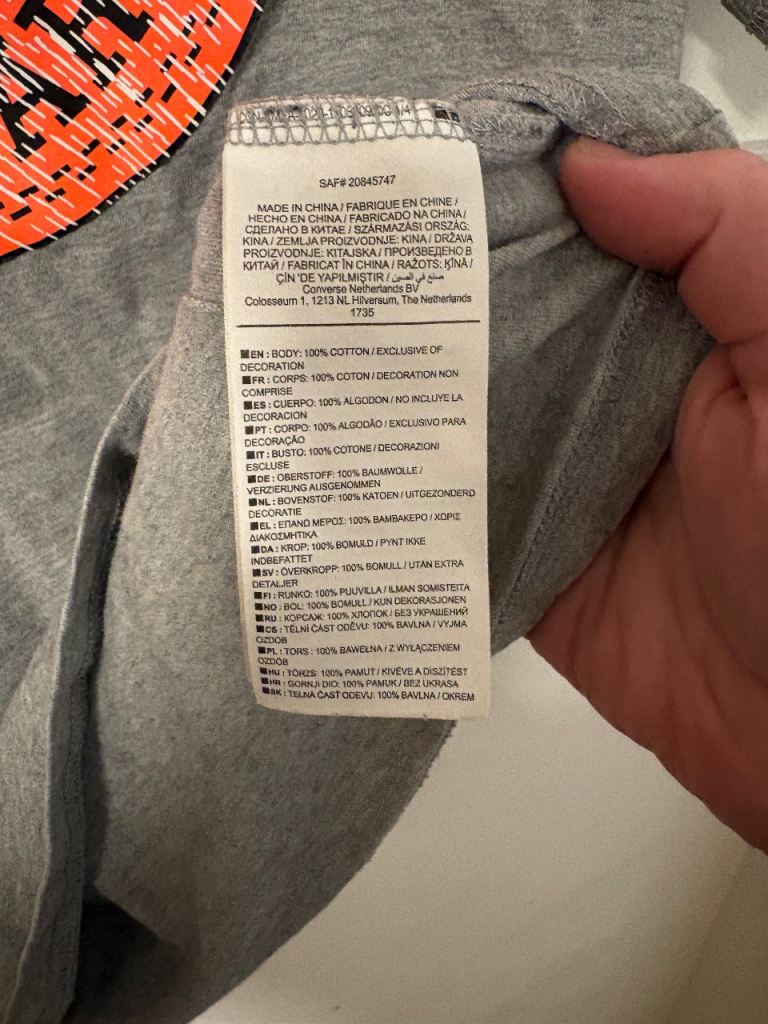 SAF# 20845747
MADE IN CHINA / FABRIQUE EN CHINE /
HECHO EN CHINA / FABRICADO NA CHINA /
СДЕЛАНО В КИТАЕ / SZÁRMAZÁSI ORSZÁG:
KINA / ZEMLJA PROIZVODNJE: KINA / DRŽAVA
PROIZVODNJE: KITAJSKA / ПРОИЗВЕДЕНО В
КИТАЙ / FABRICAT ÎN CHINA / RAŽOTS: ĶĪNĀ /
ÇİN 'DE YAPILMIŞTIR / صنع في الصين /
Converse Netherlands BV
Colosseum 1, 1213 NL Hilversum, The Netherlands
1735
EN : BODY: 100% COTTON / EXCLUSIVE OF
DECORATION
FR : CORPS: 100% COTON / DECORATION NON
COMPRISE
ES : CUERPO: 100% ALGODON / NO INCLUYE LA
DECORACION
PT : CORPO: 100% ALGODÃO / EXCLUSIVO PARA
DECORAÇÃO
IT : BUSTO: 100% COTONE / DECORAZIONI
ESCLUSE
DE : OBERSTOFF: 100% BAUMWOLLE /
VERZIERUNG AUSGENOMMEN
NL : BOVENSTOF: 100% KATOEN / UITGEZONDERD
DECORATIE
EL : ΕΠΑΝΩ ΜΕΡΟΣ: 100% ΒΑΜΒΑΚΕΡΟ / ΧΩΡΙΣ
ΔΙΑΚΟΣΜΗΤΙΚΑ
DA : KROP: 100% BOMULD / PYNT IKKE
INDBEFATTET
SV : ÖVERKROPP: 100% BOMULL / UTAN EXTRA
DETALJER
FI : RUNKO: 100% PUUVILLA / ILMAN SOMISTEITA
NO : BOL: 100% BOMULL / KUN DEKORASJONEN
RU : КОРСАЖ: 100% ХЛОПОК / БЕЗ УКРАШЕНИЙ
CS : TĚLNÍ ČÁST ODĚVU: 100% BAVLNA / VYJMA
OZDOB
PL : TORS : 100% BAWEŁNA / Z WYŁĄCZENIEM
OZDÓB
HU : TÖRZS: 100% PAMUT / KIVÉVE A DÍSZÍTÉST
HR : GORNJI DIO: 100% PAMUK / BEZ UKRASA
SK : TELNÁ ČASŤ ODEVU: 100% BAVLNA / OKREM